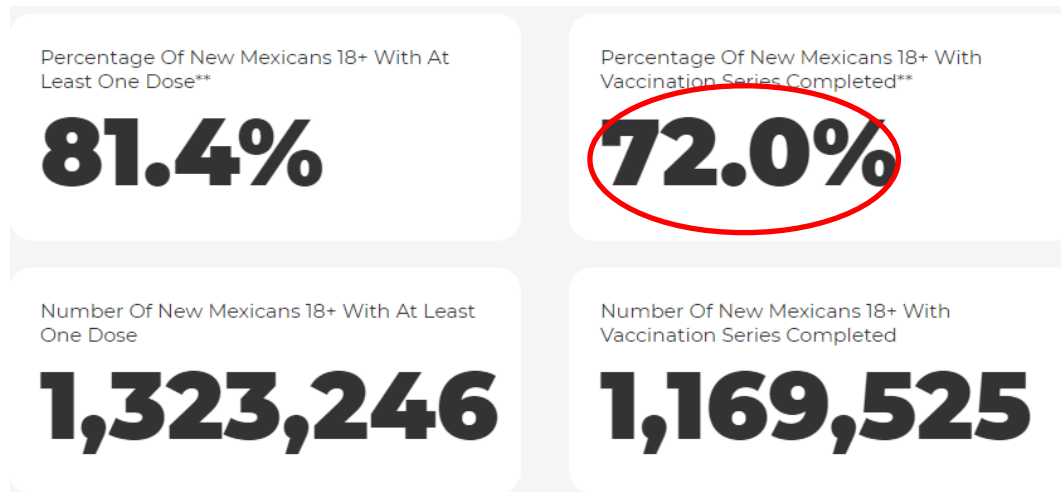 Percentage Of New Mexicans 18+ With At
Least One Dose**
81.4%
Percentage Of New Mexicans 18+ With
Vaccination Series Completed**
72.0%
Number Of New Mexicans 18+ With At Least
One Dose
1,323,246
Number Of New Mexicans 18+ With
Vaccination Series Completed
1,169,525